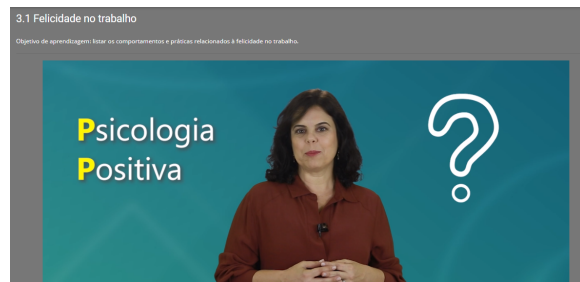 3.1 Felicidade no trabalho
Objetivo de aprendizagem: listar os comportamentos e práticas relacionados à felicidade no trabalho.
Psicologia
Positiva
?